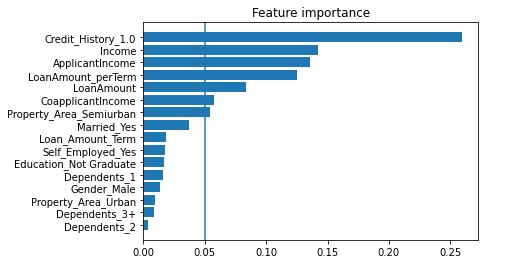 Feature importance
Credit_History_1.0
Income
ApplicantIncome
LoanAmount_perTerm
LoanAmount
CoapplicantIncome
Property_Area_Semiurban
Married_Yes
Loan_Amount_Term
Self_Employed_Yes
Education_Not Graduate
Dependents_1
Gender_Male
Property_Area_Urban
Dependents_3+
Dependents_2
0.00 0.05 0.10 0.15 0.20 0.25